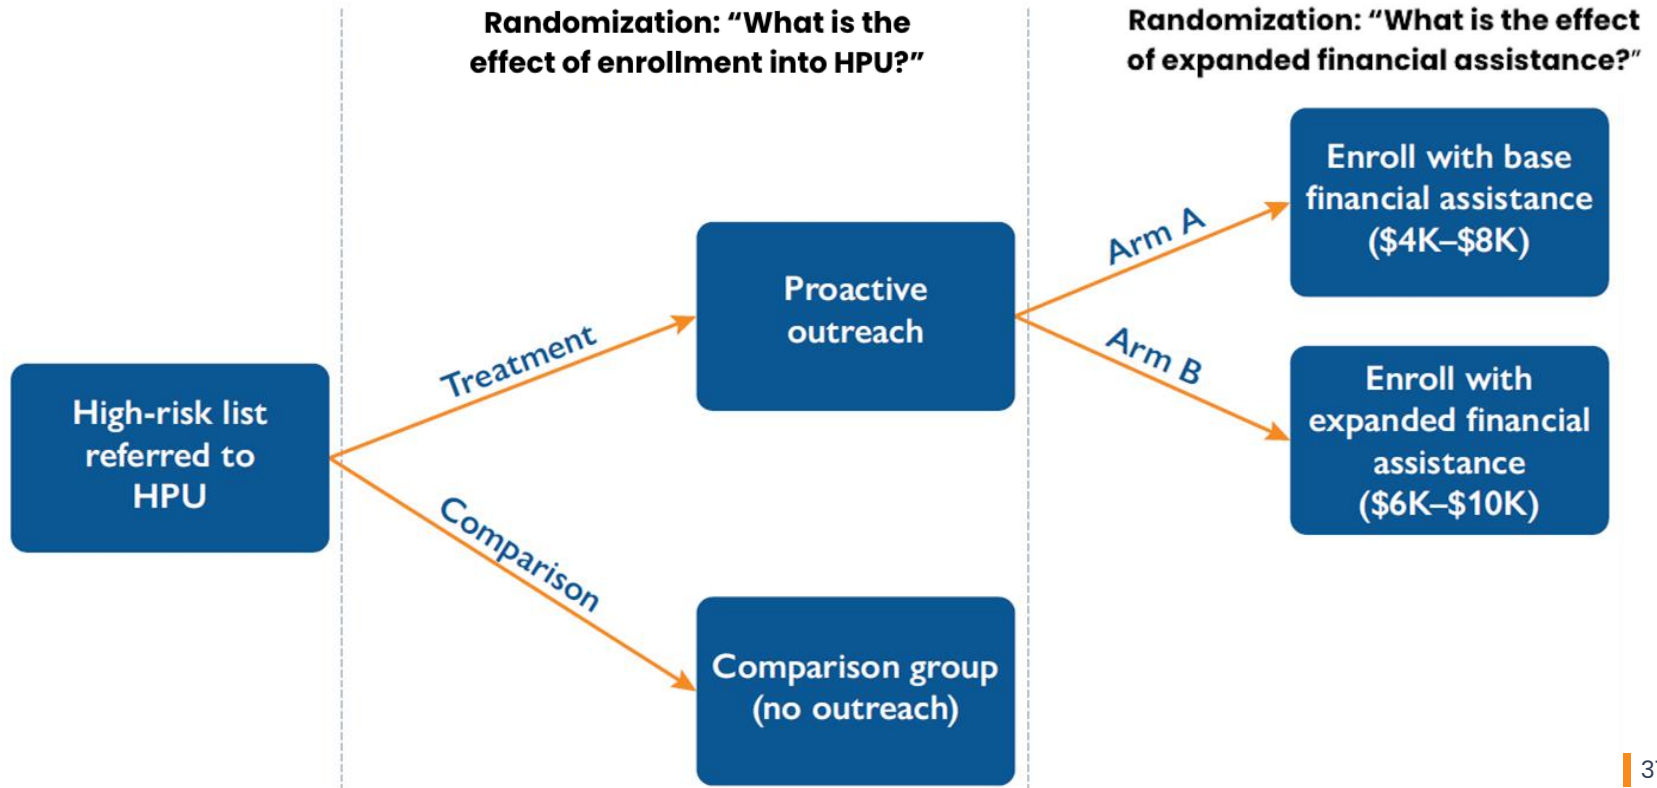 Randomization: “What is the
effect of enrollment into HPU?”
Randomization: “What is the effect
of expanded financial assistance?”
High-risk list
referred to
HPU
Treatment
Comparison
Proactive
outreach
Comparison group
(no outreach)
Arm A
Arm B
Enroll with base
financial assistance
($4K–$8K)
Enroll with
expanded financial
assistance
($6K–$10K)